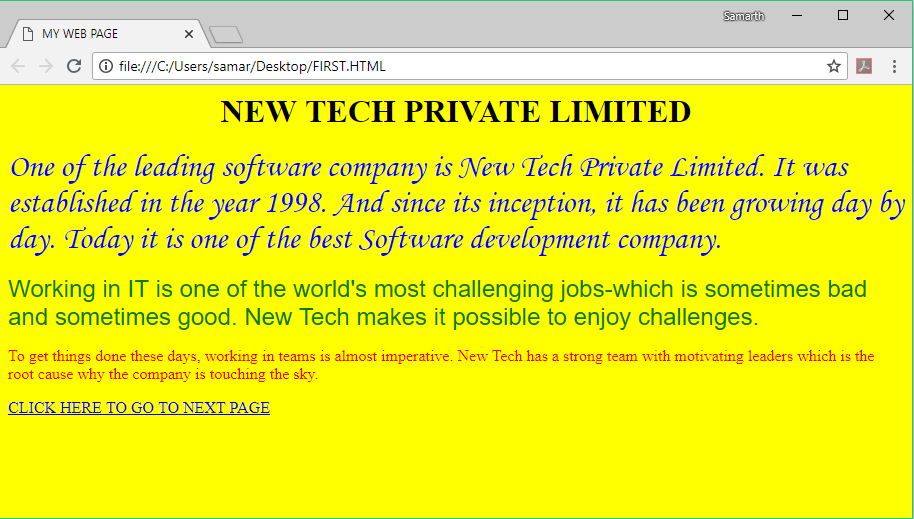 Samarth
MY WEB PAGE
file:///C:/Users/samar/Desktop/FIRST.HTML
NEW TECH PRIVATE LIMITED
One of the leading software company is New Tech Private Limited. It was
established in the year 1998. And since its inception, it has been growing day by
day. Today it is one of the best Software development company.
Working in IT is one of the world's most challenging jobs-which is sometimes bad
and sometimes good. New Tech makes it possible to enjoy challenges.
To get things done these days, working in teams is almost imperative. New Tech has a strong team with motivating leaders which is the
root cause why the company is touching the sky.
CLICK HERE TO GO TO NEXT PAGE